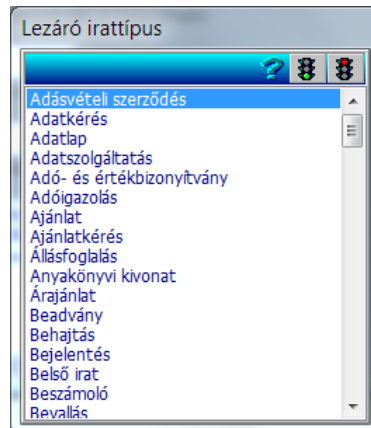 Lezáró irattípus
Adásvételi szerződés
Adatkérés
Adatlap
Adatszolgáltatás
Adó- és értékbizonyítvány
Adóigazolás
Ajánlat
Ajánlatkérés
Állásfoglalás
Anyakönyvi kivonat
Árajánlat
Beadvány
Behajtás
Bejelentés
Belső irat
Beszámoló
Bevallás